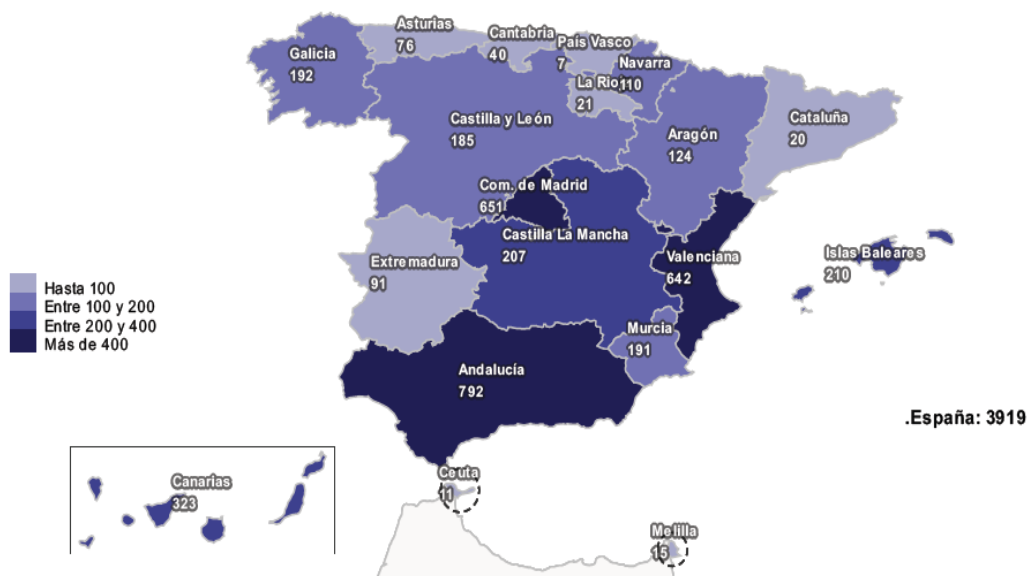 Asturias
76
Cantabria
40
País Vasco
7
Galicia
192
Navarra
110
La Rioja
21
Castilla y León
185
Aragón
124
Cataluña
20
Com. de Madrid
651
Castilla La Mancha
207
Valenciana
642
Islas Baleares
210
Extremadura
91
Hasta 100
Entre 100 y 200
Entre 200 y 400
Más de 400
Murcia
191
Andalucía
792
.España: 3919
Canarias
323
Ceuta
11
Melilla
15